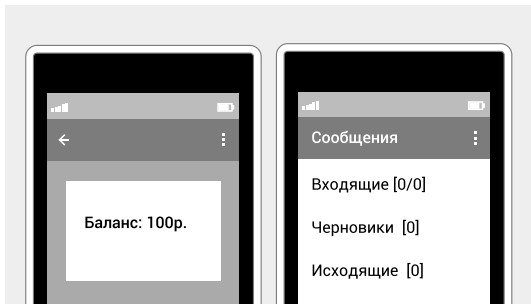 Баланс: 100р.
Сообщения
Входящие [0/0]
Черновики [0]
Исходящие [0]